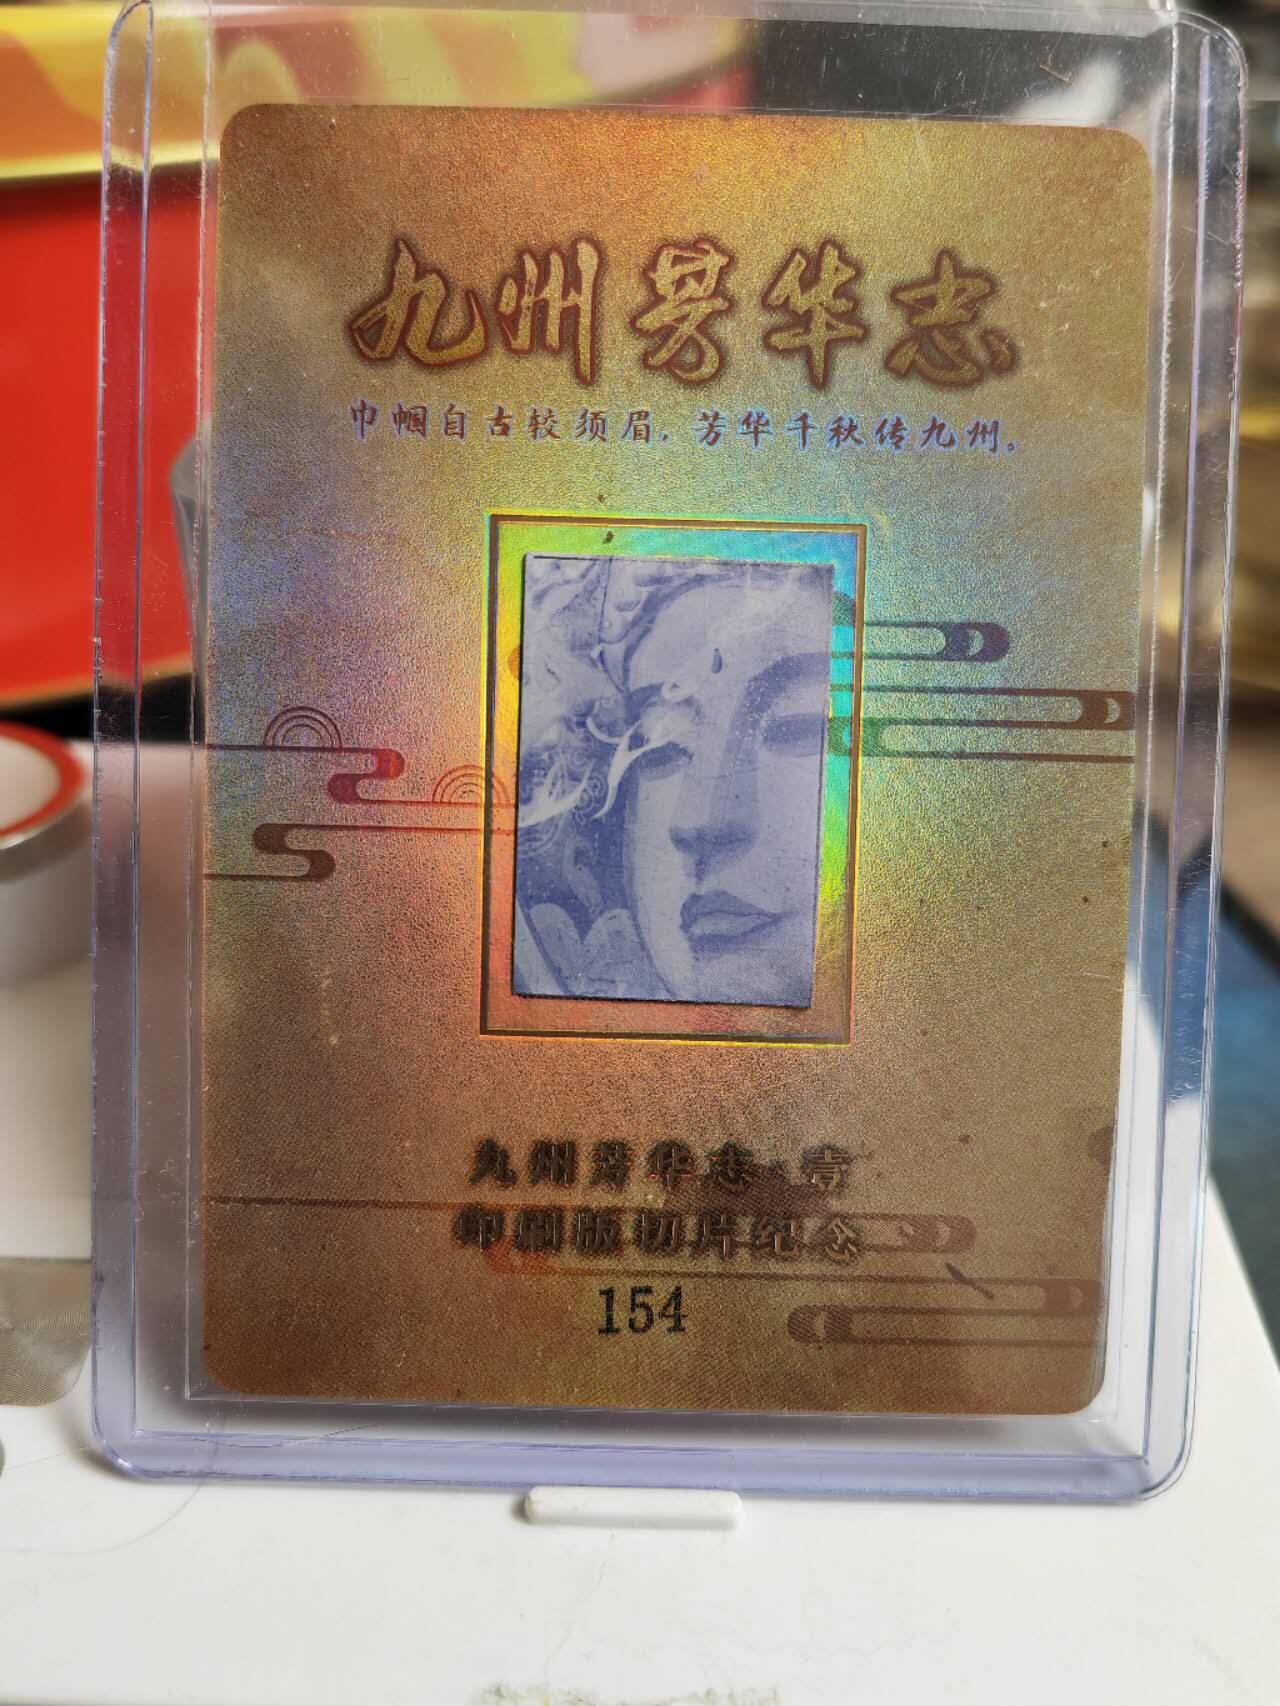 九州芳华志
巾帼自古较须眉，芳华千秋传九州。
九州芳华志·壹
印刷版切片纪念
154